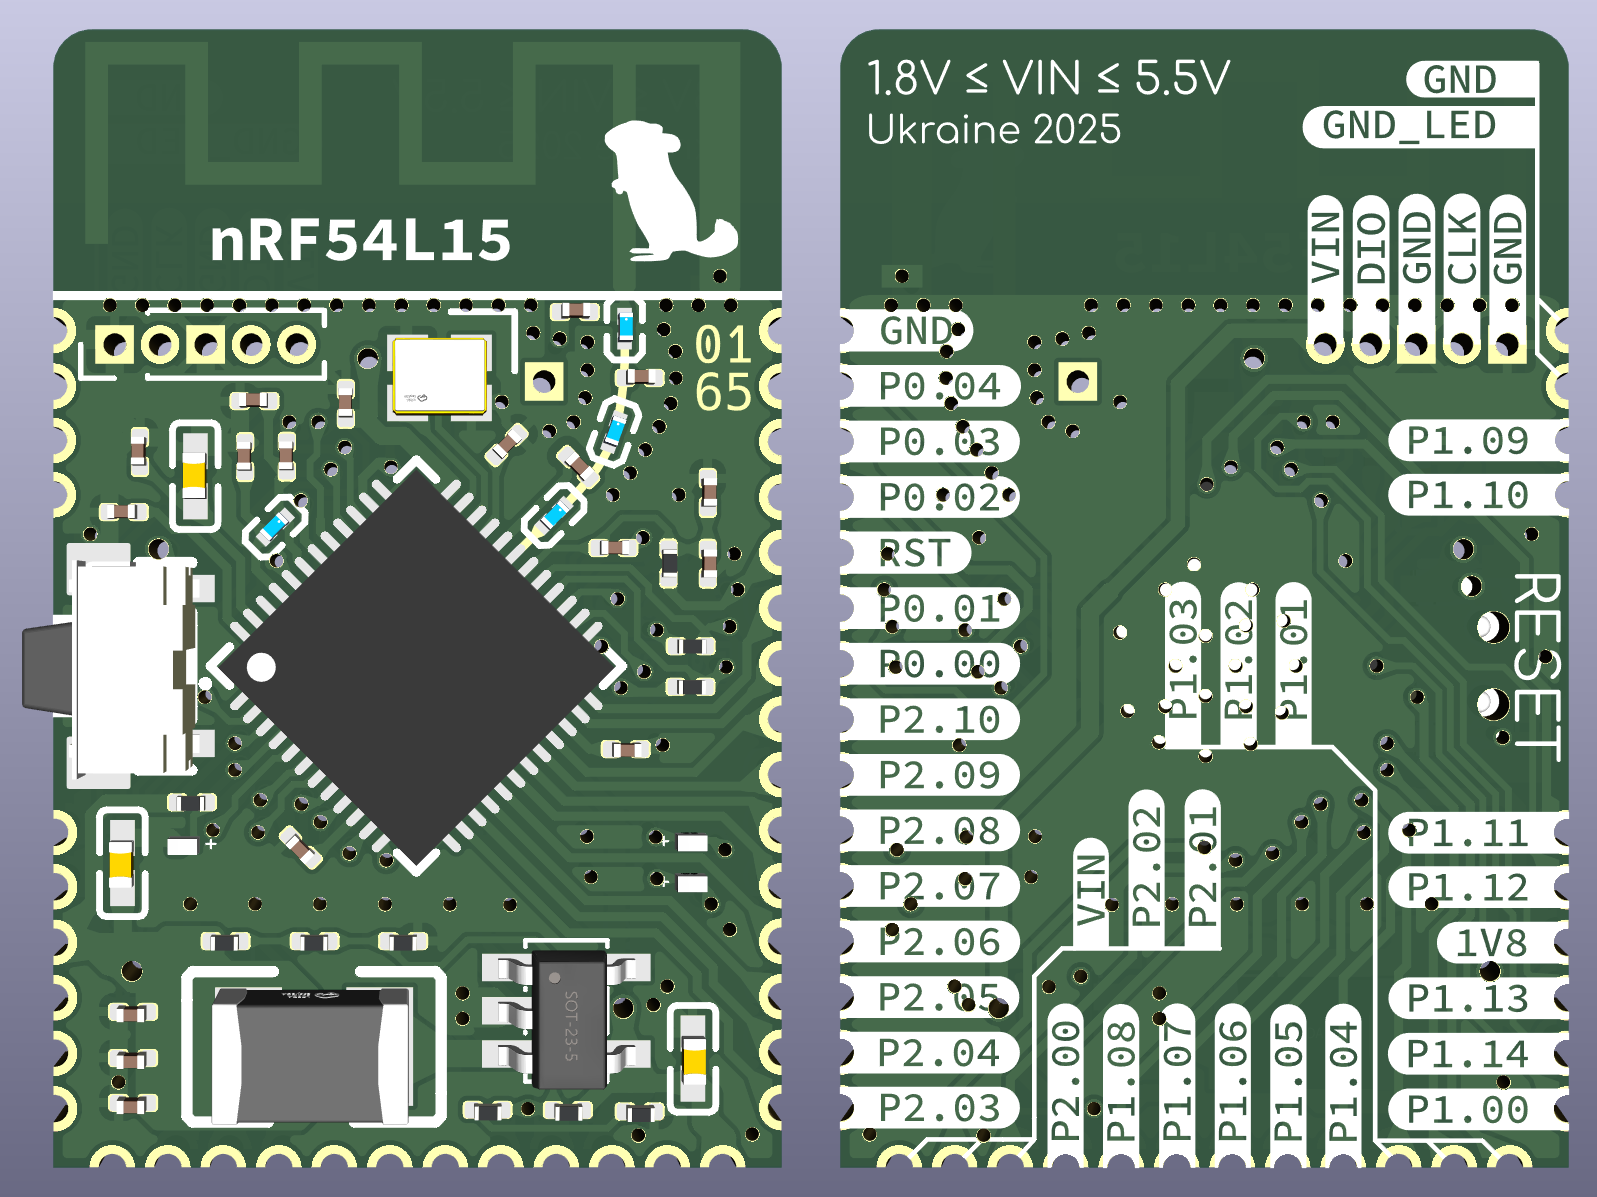 nRF54L15
01
65
+
+
+
SOT-23-5
1.8V ≤ VIN ≤ 5.5V
Ukraine 2025
GND
GND_LED
VIN
DIO
GND
CLK
GND
GND
P0.04
P0.03
P0.02
RST
P0.01
P0.00
P2.10
P2.09
P2.08
P2.07
P2.06
P2.05
P2.04
P2.03
P1.09
P1.10
RESET
P1.03
P1.02
P1.01
VIN
P2.02
P2.01
P1.11
P1.12
1V8
P1.13
P1.14
P1.00
P2.00
P1.08
P1.07
P1.06
P1.05
P1.04